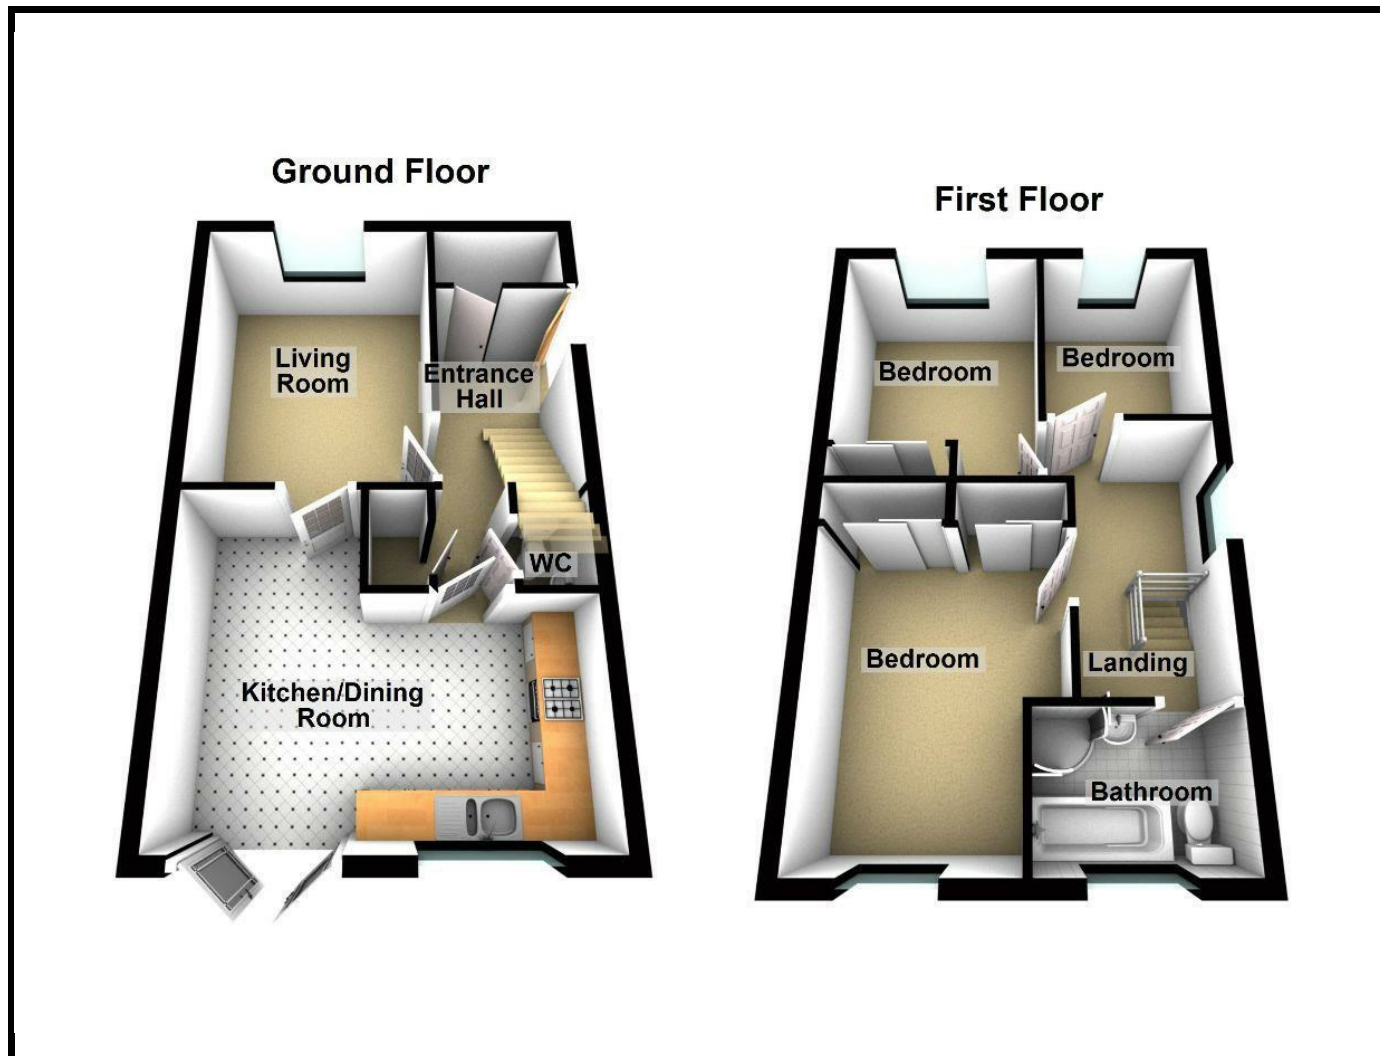 Ground Floor
Living
Room
Entrance
Hall
WC
Kitchen/Dining
Room
First Floor
Bedroom
Bedroom
Bedroom
Landing
Bathroom